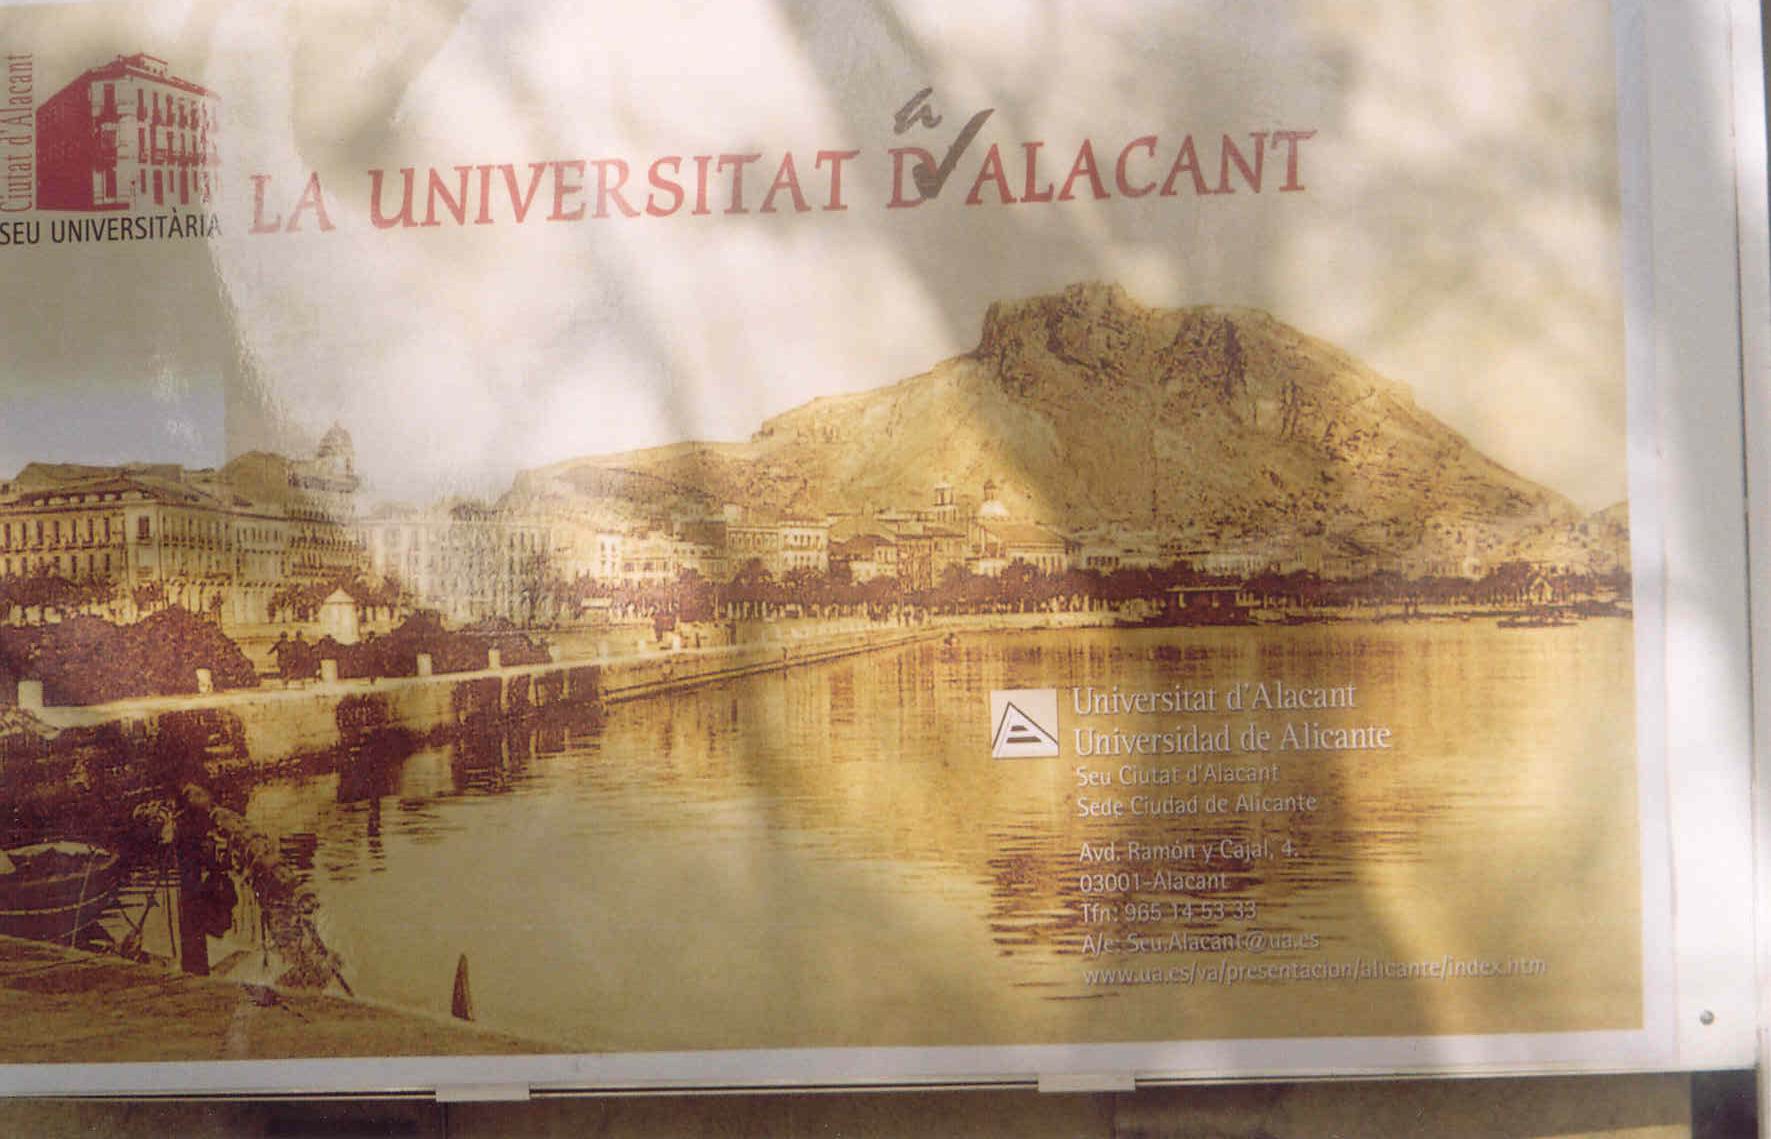 Ciutat d'Alacant
SEU UNIVERSITÀRIA
a
LA UNIVERSITAT D'ALACANT
Universitat d'Alacant
Universidad de Alicante
Seu Ciutat d'Alacant
Sede Ciudad de Alicante
Avd. Ramón y Cajal, 4.
03001-Alacant
Tfn: 965 14 53 33
A/e: Seu.Alacant@ua.es
www.ua.es/va/presentacion/alicante/index.htm